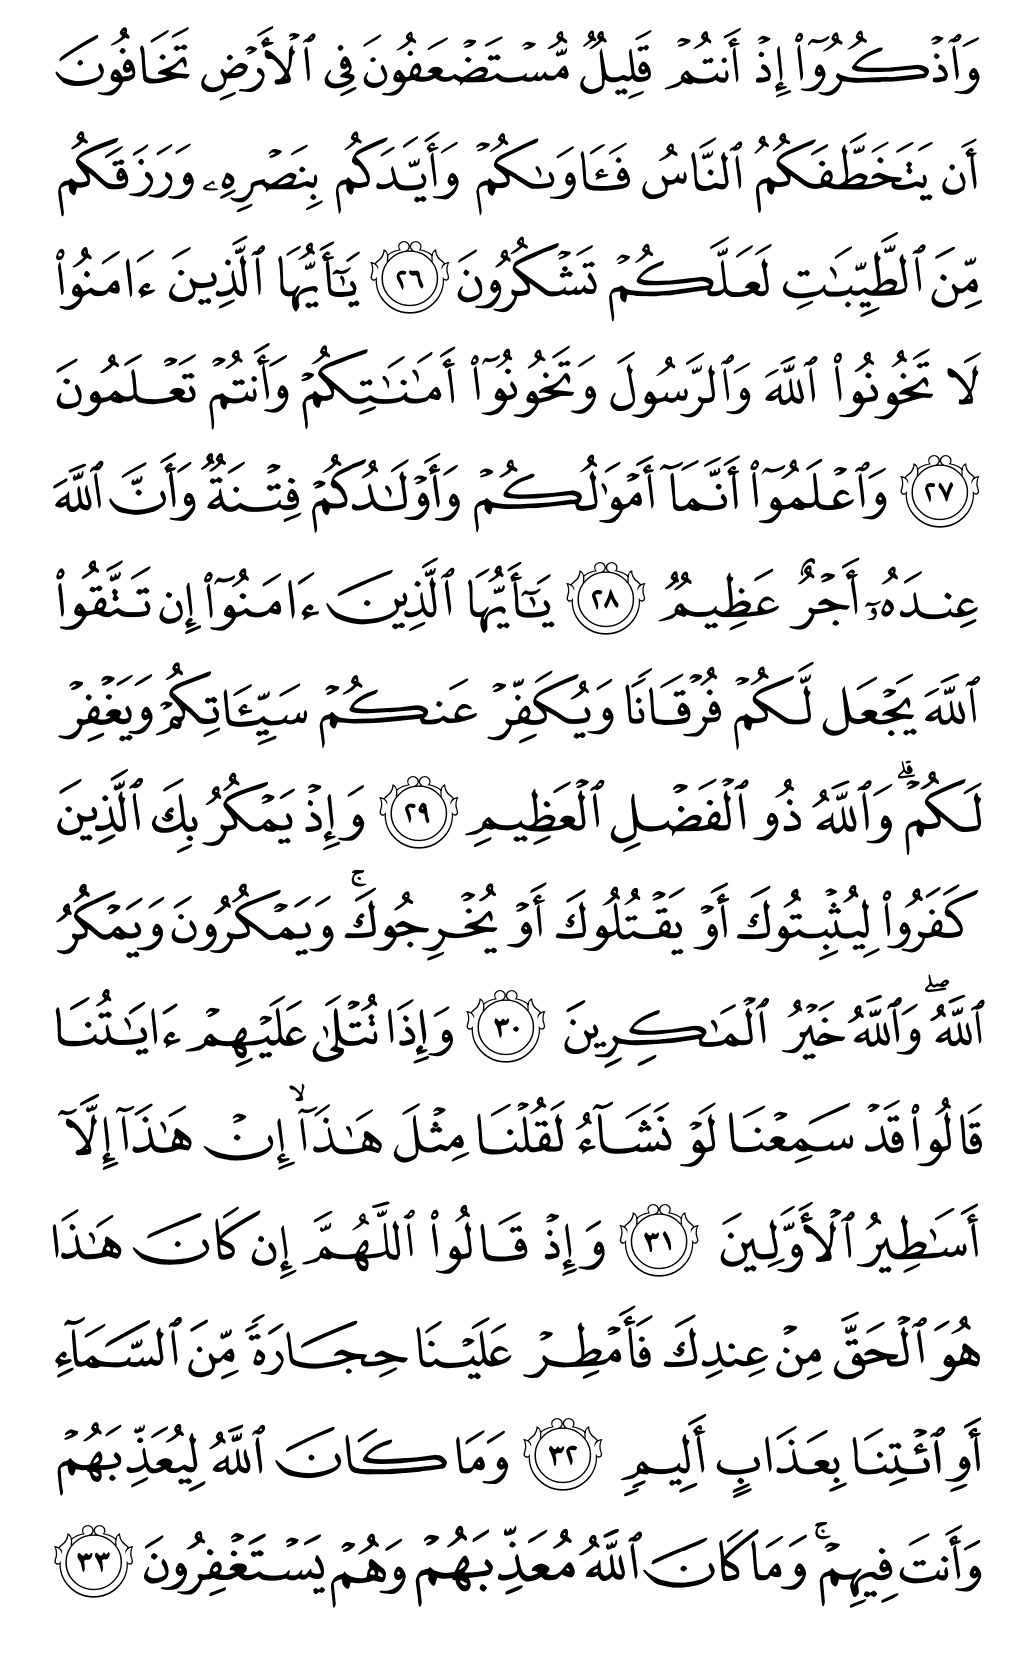 وَٱذۡكُرُوٓاْ إِذۡ أَنتُمۡ قَلِيلٞ مُّسۡتَضۡعَفُونَ فِي ٱلۡأَرۡضِ تَخَافُونَ
أَن يَتَخَطَّفَكُمُ ٱلنَّاسُ فَـَٔاوَىٰكُمۡ وَأَيَّدَكُم بِنَصۡرِهِۦ وَرَزَقَكُم
مِّنَ ٱلطَّيِّبَٰتِ لَعَلَّكُمۡ تَشۡكُرُونَ ٢٦ يَٰٓأَيُّهَا ٱلَّذِينَ ءَامَنُواْ
لَا تَخُونُواْ ٱللَّهَ وَٱلرَّسُولَ وَتَخُونُوٓاْ أَمَٰنَٰتِكُمۡ وَأَنتُمۡ تَعۡلَمُونَ
٢٧ وَٱعۡلَمُوٓاْ أَنَّمَآ أَمۡوَٰلُكُمۡ وَأَوۡلَٰدُكُمۡ فِتۡنَةٞ وَأَنَّ ٱللَّهَ
عِندَهُۥٓ أَجۡرٌ عَظِيمٞ ٢٨ يَٰٓأَيُّهَا ٱلَّذِينَ ءَامَنُوٓاْ إِن تَتَّقُواْ
ٱللَّهَ يَجۡعَل لَّكُمۡ فُرۡقَانٗا وَيُكَفِّرۡ عَنكُمۡ سَيِّـَٔاتِكُمۡ وَيَغۡفِرۡ
لَكُمۡۗ وَٱللَّهُ ذُو ٱلۡفَضۡلِ ٱلۡعَظِيمِ ٢٩ وَإِذۡ يَمۡكُرُ بِكَ ٱلَّذِينَ
كَفَرُواْ لِيُثۡبِتُوكَ أَوۡ يَقۡتُلُوكَ أَوۡ يُخۡرِجُوكَۚ وَيَمۡكُرُونَ وَيَمۡكُرُ
ٱللَّهُۖ وَٱللَّهُ خَيۡرُ ٱلۡمَٰكِرِينَ ٣٠ وَإِذَا تُتۡلَىٰ عَلَيۡهِمۡ ءَايَٰتُنَا
قَالُواْ قَدۡ سَمِعۡنَا لَوۡ نَشَآءُ لَقُلۡنَا مِثۡلَ هَٰذَآۙ إِنۡ هَٰذَآ إِلَّآ
أَسَٰطِيرُ ٱلۡأَوَّلِينَ ٣١ وَإِذۡ قَالُواْ ٱللَّهُمَّ إِن كَانَ هَٰذَا
هُوَ ٱلۡحَقَّ مِنۡ عِندِكَ فَأَمۡطِرۡ عَلَيۡنَا حِجَارَةٗ مِّنَ ٱلسَّمَآءِ
أَوِ ٱئۡتِنَا بِعَذَابٍ أَلِيمٖ ٣٢ وَمَا كَانَ ٱللَّهُ لِيُعَذِّبَهُمۡ
وَأَنتَ فِيهِمۡۚ وَمَا كَانَ ٱللَّهُ مُعَذِّبَهُمۡ وَهُمۡ يَسۡتَغۡفِرُونَ ٣٣